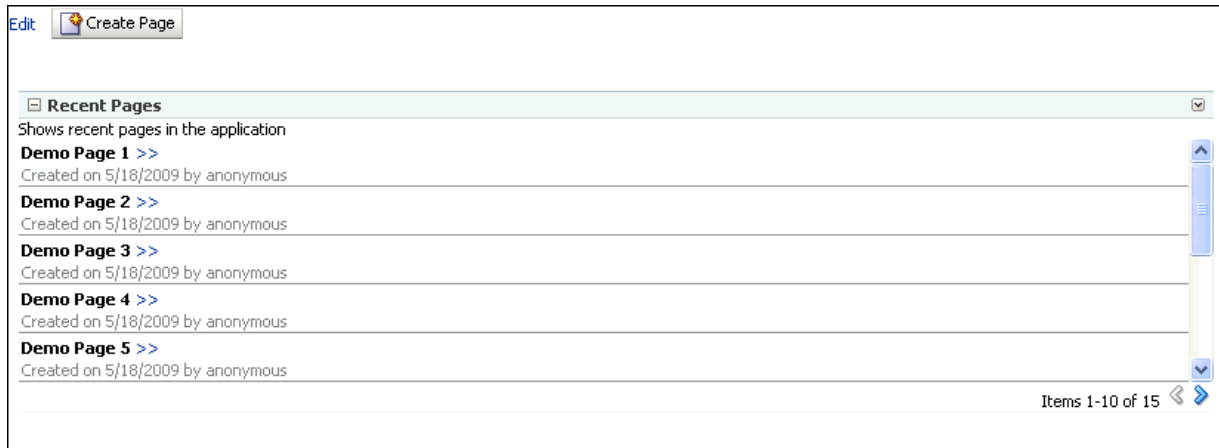 Edit Create Page
Recent Pages
Shows recent pages in the application
Demo Page 1 >>
Created on 5/18/2009 by anonymous
Demo Page 2 >>
Created on 5/18/2009 by anonymous
Demo Page 3 >>
Created on 5/18/2009 by anonymous
Demo Page 4 >>
Created on 5/18/2009 by anonymous
Demo Page 5 >>
Created on 5/18/2009 by anonymous
Items 1-10 of 15